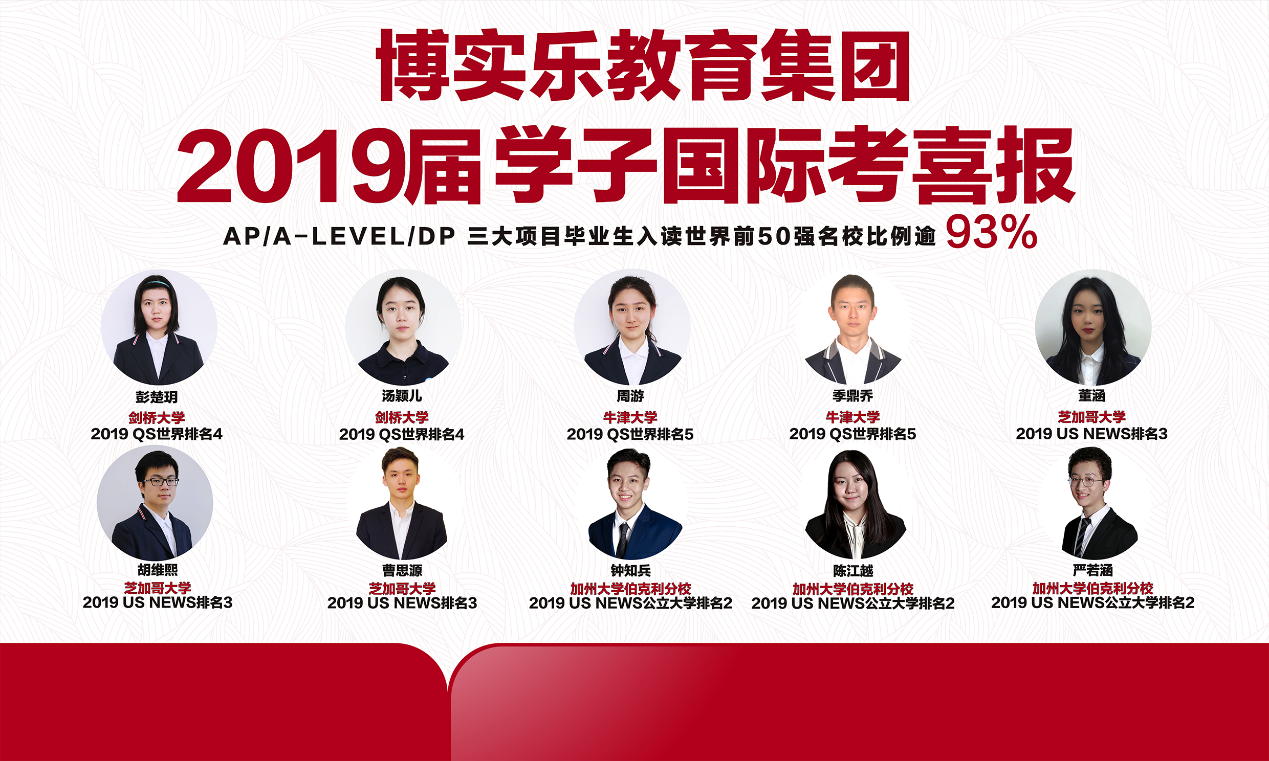 博实乐教育集团
2019届学子国际考喜报
AP/A-LEVEL/DP 三大项目毕业生入读世界前50强名校比例逾 93%
彭楚玥
剑桥大学
2019 QS世界排名4
汤颖儿
剑桥大学
2019 QS世界排名4
周游
牛津大学
2019 QS世界排名5
季鼎乔
牛津大学
2019 QS世界排名5
董涵
芝加哥大学
2019 US NEWS排名3
胡维熙
芝加哥大学
2019 US NEWS排名3
曹思源
芝加哥大学
2019 US NEWS排名3
钟知兵
加州大学伯克利分校
2019 US NEWS公立大学排名2
陈江越
加州大学伯克利分校
2019 US NEWS公立大学排名2
严若涵
加州大学伯克利分校
2019 US NEWS公立大学排名2